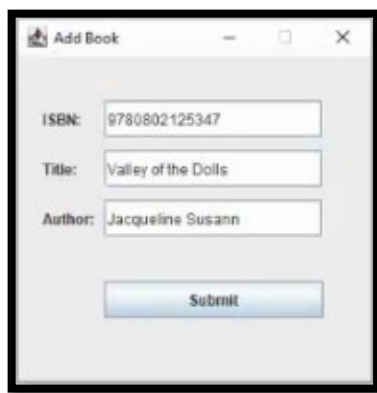 Add Book
ISBN: 9780802125347
Title: Valley of the Dolls
Author: Jacqueline Susann
Submit